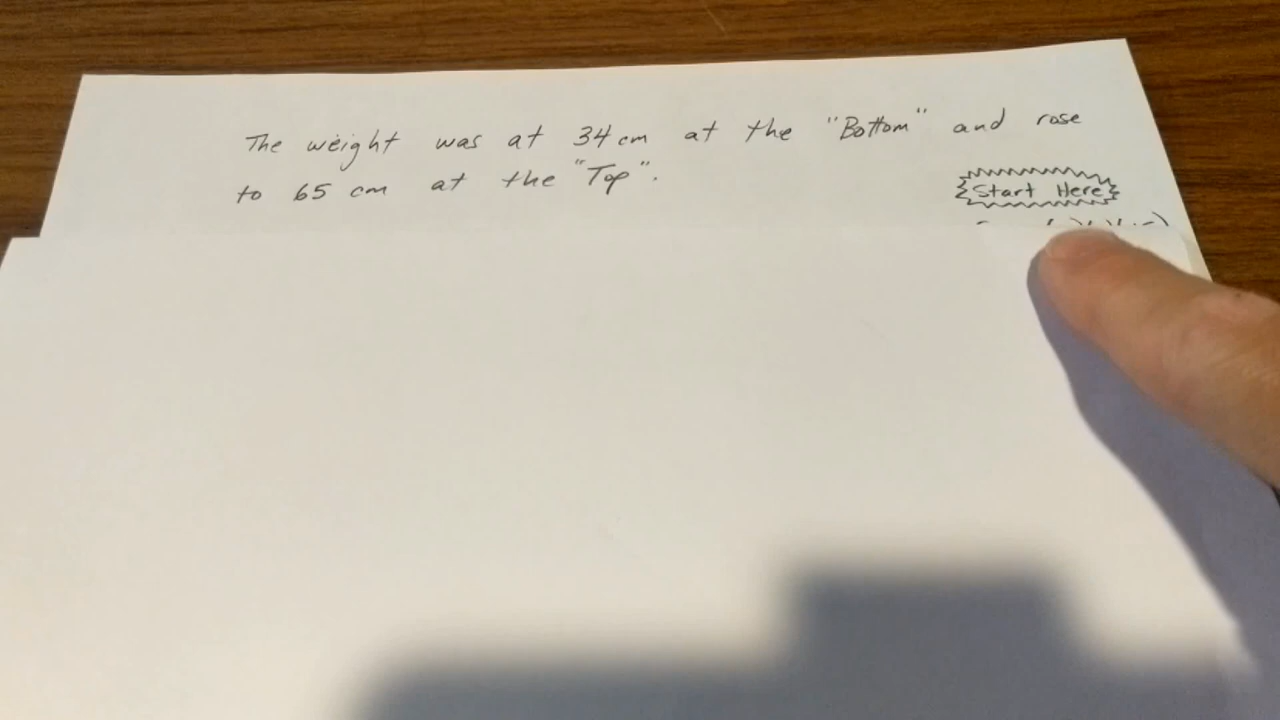 The weight was at 34 cm at the "Bottom" and rose
to 65 cm at the "Top".
Start Here